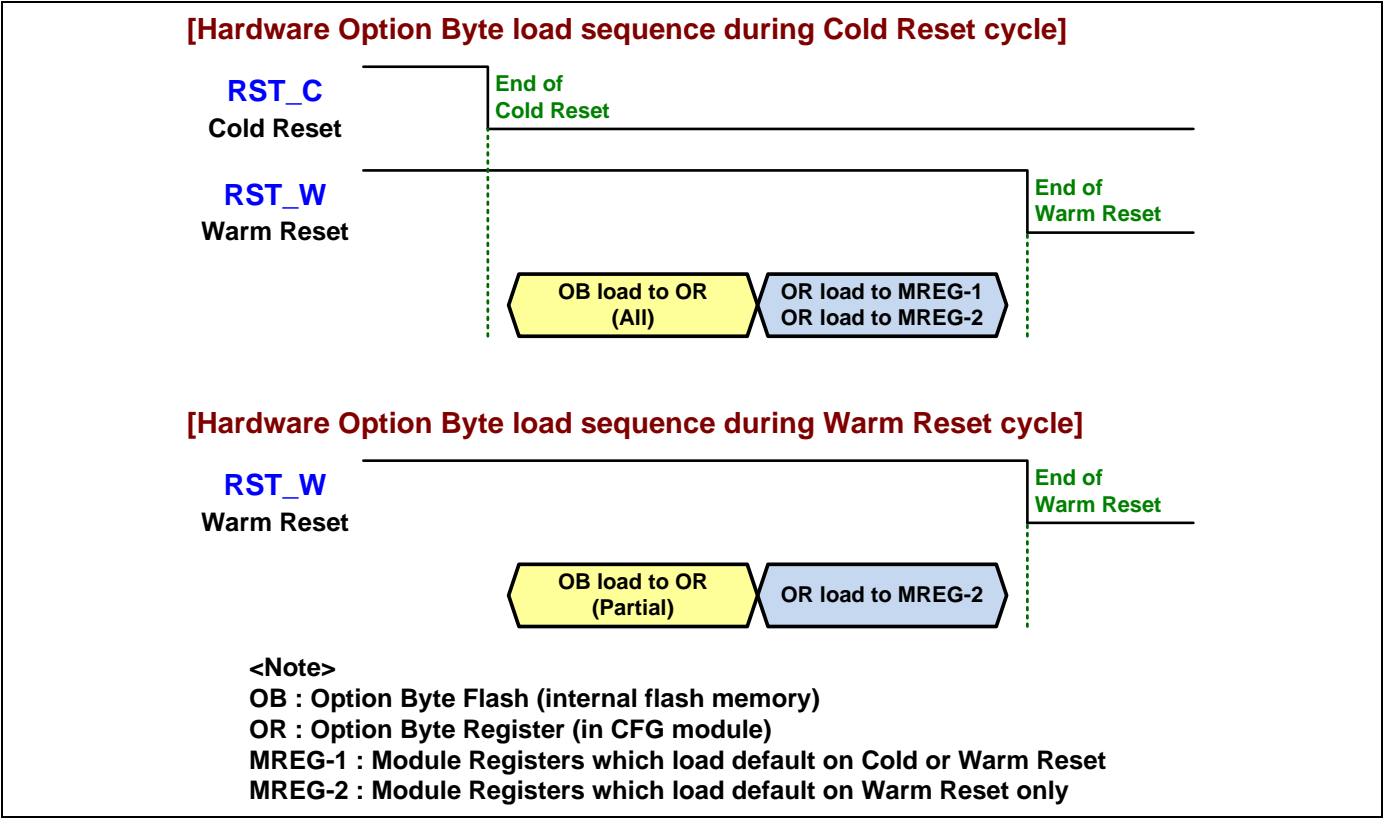 [Hardware Option Byte load sequence during Cold Reset cycle]
RST_C
Cold Reset
End of
Cold Reset
RST_W
Warm Reset
End of
Warm Reset
OB load to OR
(All)
OR load to MREG-1
OR load to MREG-2
[Hardware Option Byte load sequence during Warm Reset cycle]
RST_W
Warm Reset
End of
Warm Reset
OB load to OR
(Partial)
OR load to MREG-2
<Note>
OB : Option Byte Flash (internal flash memory)
OR : Option Byte Register (in CFG module)
MREG-1 : Module Registers which load default on Cold or Warm Reset
MREG-2 : Module Registers which load default on Warm Reset only